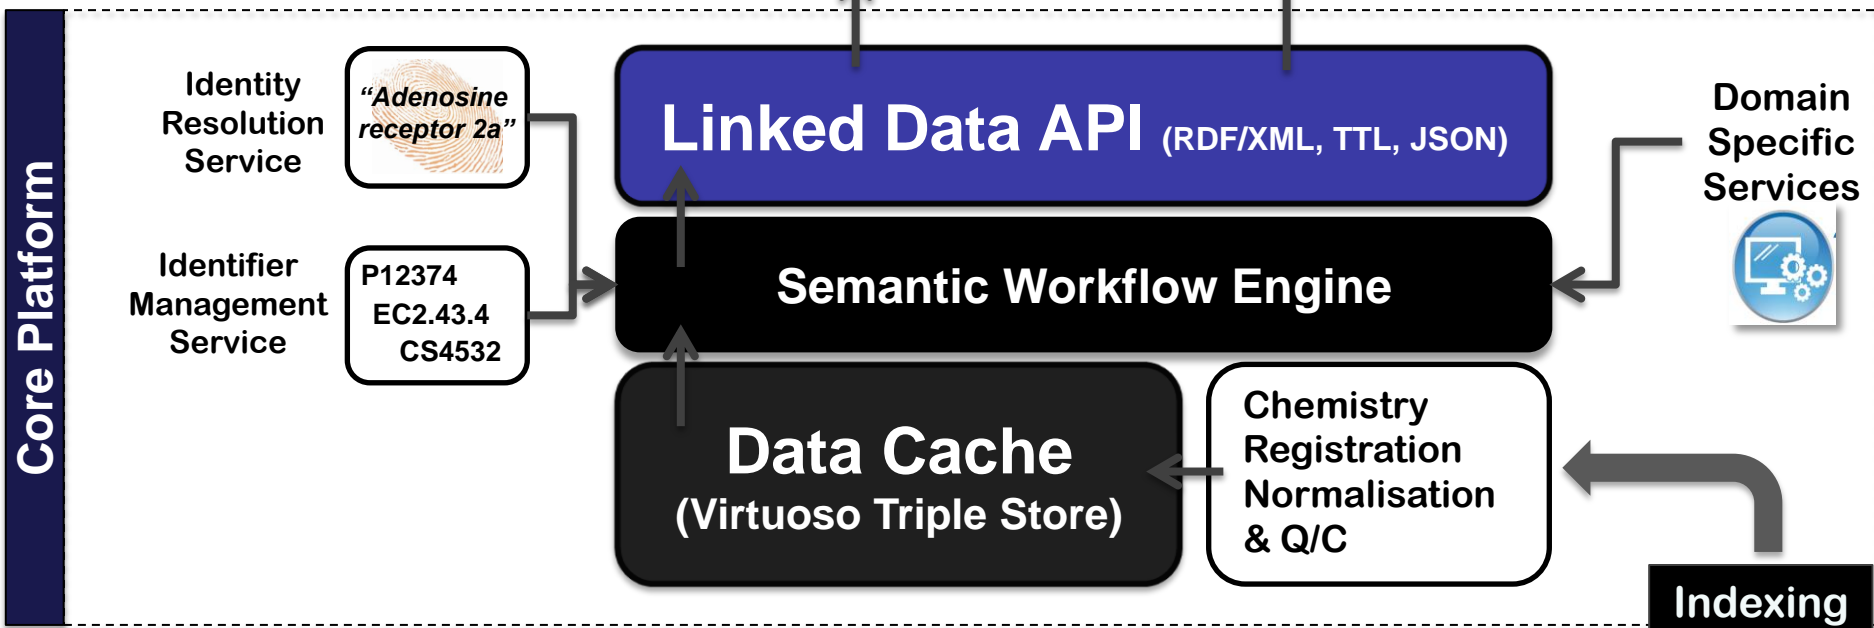 Core Platform
Identity
Resolution
Service
“Adenosine
receptor 2a”
Linked Data API (RDF/XML, TTL, JSON)
Domain
Specific
Services
Identifier
Management
Service
P12374
EC2.43.4
CS4532
Semantic Workflow Engine
Data Cache
(Virtuoso Triple Store)
Chemistry
Registration
Normalisation
& Q/C
Indexing